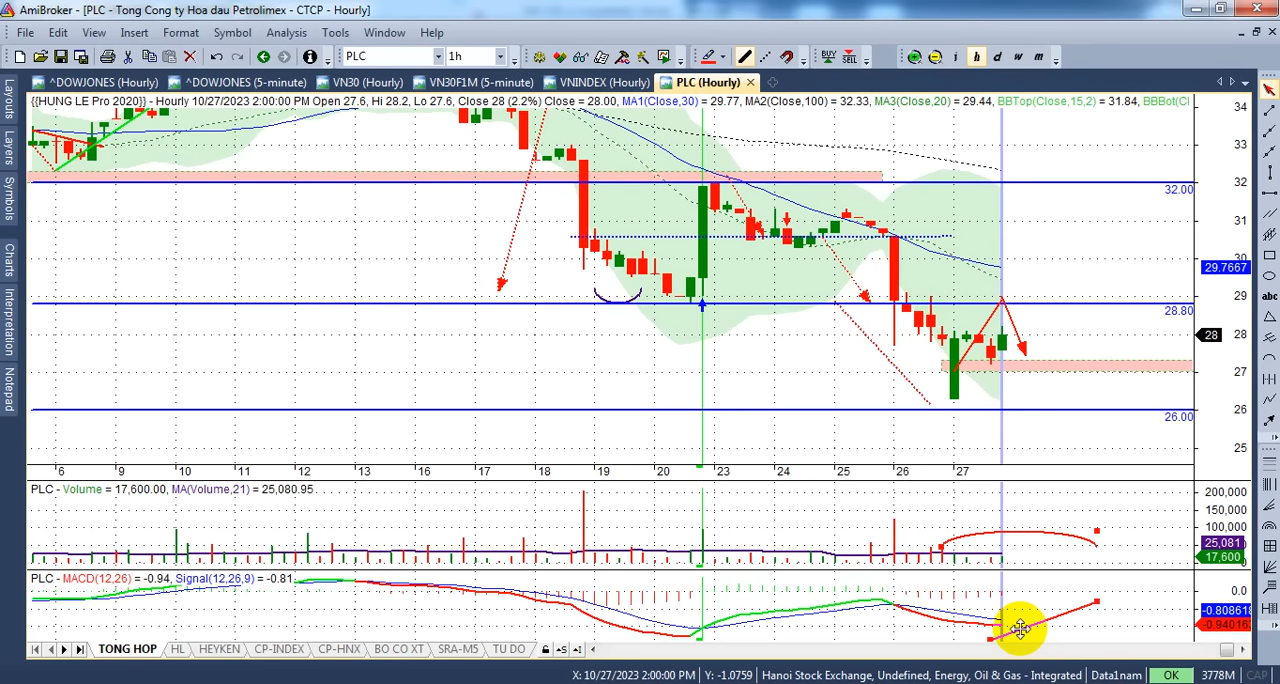 AmiBroker - [PLC - Tong Cong ty Hoa dau Petrolimex - CTCP - Hourly]
File Edit View Insert Format Symbol Analysis Tools Window Help
PLC 1h BUY SELL i h d w m
^DOWJONES (Hourly) ^DOWJONES (5-minute) VN30 (Hourly) VN30F1M (5-minute) VNINDEX (Hourly) PLC (Hourly)
Layouts
Layers
Symbols
Charts
Interpretation
Notepad
{{HUNG LE Pro 2020}} - Hourly 10/27/2023 2:00:00 PM Open 27.6, Hi 28.2, Lo 27.6, Close 28 (2.2%) Close = 28.00, MA1(Close,30) = 29.77, MA2(Close,100) = 32.33, MA3(Close,20) = 29.44, BBTop(Close,15,2) = 31.84, BBBot(Cl
34
33
32
32.00
31
30
29.7667
29
28.80
28
28
27
26
26.00
25
abc
6 9 10 11 12 13 16 17 18 19 20 23 24 25 26 27
PLC - Volume = 17,600.00, MA(Volume,21) = 25,080.95
200,000
150,000
100,000
25,081
17,600
PLC - MACD(12,26) = -0.94, Signal(12,26,9) = -0.81
0.0
-0.808618
-0.940163
TONG HOP HL HEYKEN CP-INDEX CP-HNX BO CO XT SRA-M5 TU DO
X: 10/27/2023 2:00:00 PM Y: -1.0759 Hanoi Stock Exchange, Undefined, Energy, Oil & Gas - Integrated Data1nam OK 3778M CAP